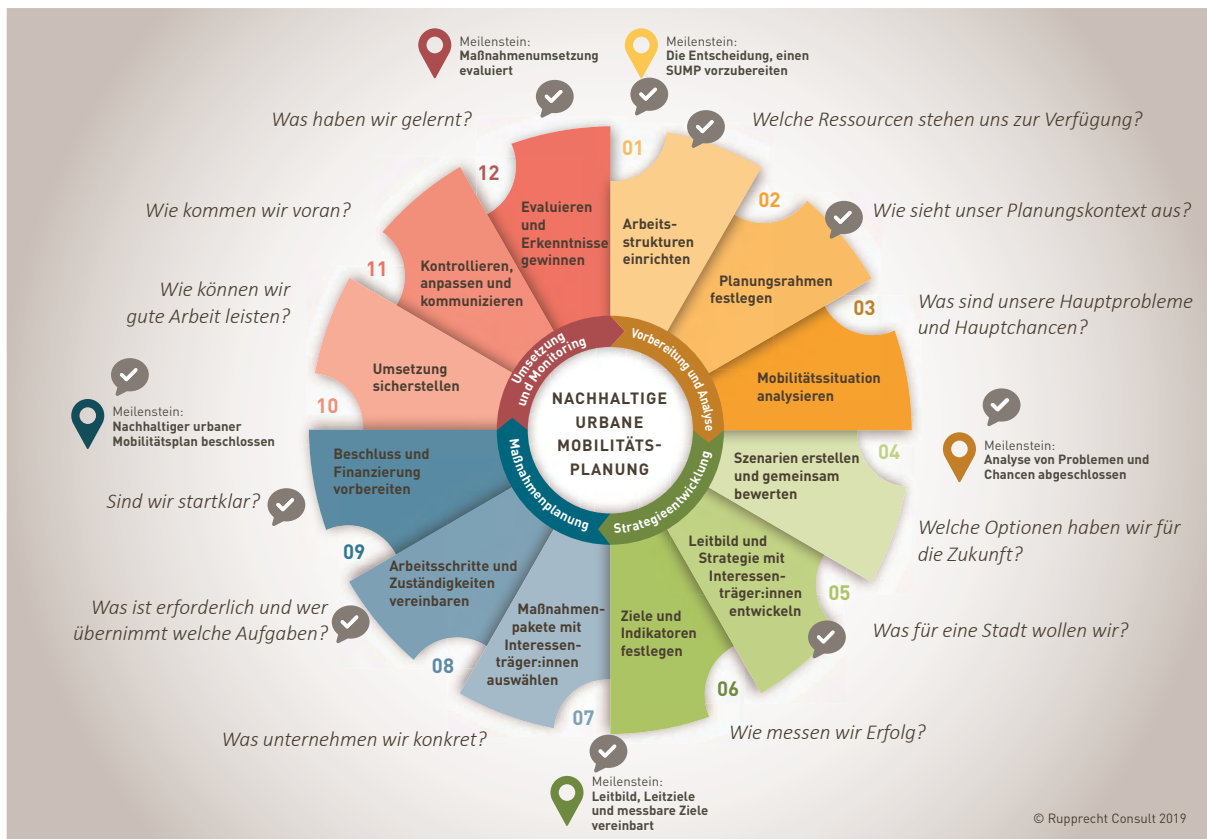 Meilenstein:
Maßnahmenumsetzung
evaluiert
Meilenstein:
Die Entscheidung, einen
SUMP vorzubereiten
Was haben wir gelernt?
Welche Ressourcen stehen uns zur Verfügung?
Wie kommen wir voran?
Wie sieht unser Planungskontext aus?
Wie können wir
gute Arbeit leisten?
Was sind unsere Hauptprobleme
und Hauptchancen?
Meilenstein:
Nachhaltiger urbaner
Mobilitätsplan beschlossen
Meilenstein:
Analyse von Problemen und
Chancen abgeschlossen
Sind wir startklar?
Welche Optionen haben wir für
die Zukunft?
Was ist erforderlich und wer
übernimmt welche Aufgaben?
Was für eine Stadt wollen wir?
Was unternehmen wir konkret?
Wie messen wir Erfolg?
Meilenstein:
Leitbild, Leitziele
und messbare Ziele
vereinbart
01
Arbeits-
strukturen
einrichten
02
Planungsrahmen
festlegen
03
Mobilitätssituation
analysieren
04
Szenarien erstellen
und gemeinsam
bewerten
05
Leitbild und
Strategie mit
Interessen-
träger:innen
entwickeln
06
Ziele und
Indikatoren
festlegen
07
Maßnahmen-
pakete mit
Interessen-
träger:innen
auswählen
08
Arbeitsschritte und
Zuständigkeiten
vereinbaren
09
Beschluss und
Finanzierung
vorbereiten
10
Umsetzung
sicherstellen
11
Kontrollieren,
anpassen und
kommunizieren
12
Evaluieren
und
Erkenntnisse
gewinnen
Vorbereitung und Analyse
Strategieentwicklung
Maßnahmenplanung
Umsetzung
und Monitoring
NACHHALTIGE
URBANE
MOBILITÄTS-
PLANUNG
© Rupprecht Consult 2019